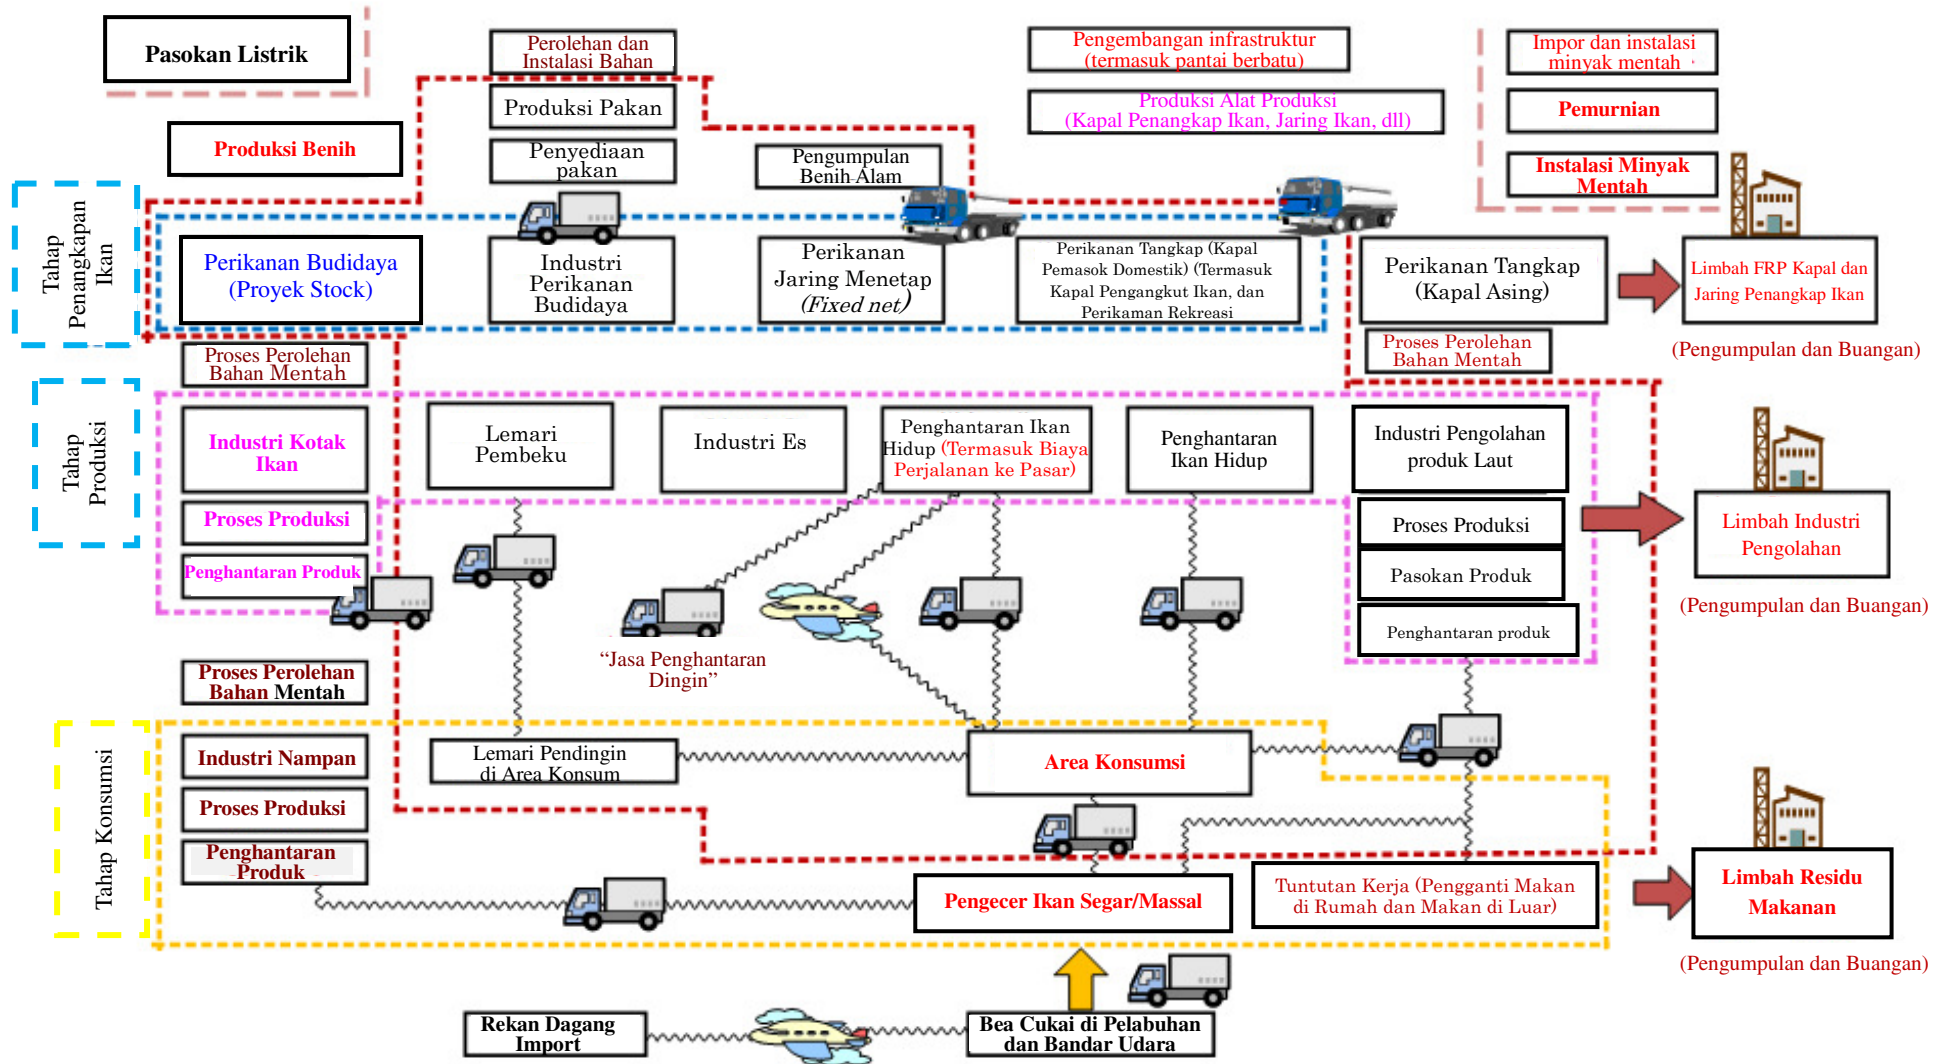 Pasokan Listrik
Perolehan dan
Instalasi Bahan
Pengembangan infrastruktur
(termasuk pantai berbatu)
Impor dan instalasi
minyak mentah
Produksi Pakan
Produksi Alat Produksi
(Kapal Penangkap Ikan, Jaring Ikan, dll)
Pemurnian
Produksi Benih
Penyediaan
pakan
Pengumpulan
Benih Alam
Instalasi Minyak
Mentah
Tahap
Penangkapan
Ikan
Perikanan Budidaya
(Proyek Stock)
Industri
Perikanan
Budidaya
Perikanan
Jaring Menetap
(Fixed net)
Perikanan Tangkap (Kapal
Pemasok Domestik) (Termasuk
Kapal Pengangkut Ikan, dan
Perikaman Rekreasi
Perikanan Tangkap
(Kapal Asing)
Limbah FRP Kapal dan
Jaring Penangkap Ikan
(Pengumpulan dan Buangan)
Proses Perolehan
Bahan Mentah
Proses Perolehan
Bahan Mentah
Tahap
Produksi
Industri Kotak
Ikan
Lemari
Pembeku
Industri Es
Penghantaran Ikan
Hidup (Termasuk Biaya
Perjalanan ke Pasar)
Penghantaran
Ikan Hidup
Industri Pengolahan
produk Laut
Proses Produksi
Proses Produksi
Limbah Industri
Pengolahan
Penghantaran Produk
Pasokan Produk
(Pengumpulan dan Buangan)
Penghantaran produk
"Jasa Penghantaran
Dingin"
Proses Perolehan
Bahan Mentah
Tahap Konsumsi
Industri Nampan
Lemari Pendingin
di Area Konsum
Area Konsumsi
Proses Produksi
Penghantaran
Produk
Pengecer Ikan Segar/Massal
Tuntutan Kerja (Pengganti Makan
di Rumah dan Makan di Luar)
Limbah Residu
Makanan
(Pengumpulan dan Buangan)
Rekan Dagang
Import
Bea Cukai di Pelabuhan
dan Bandar Udara